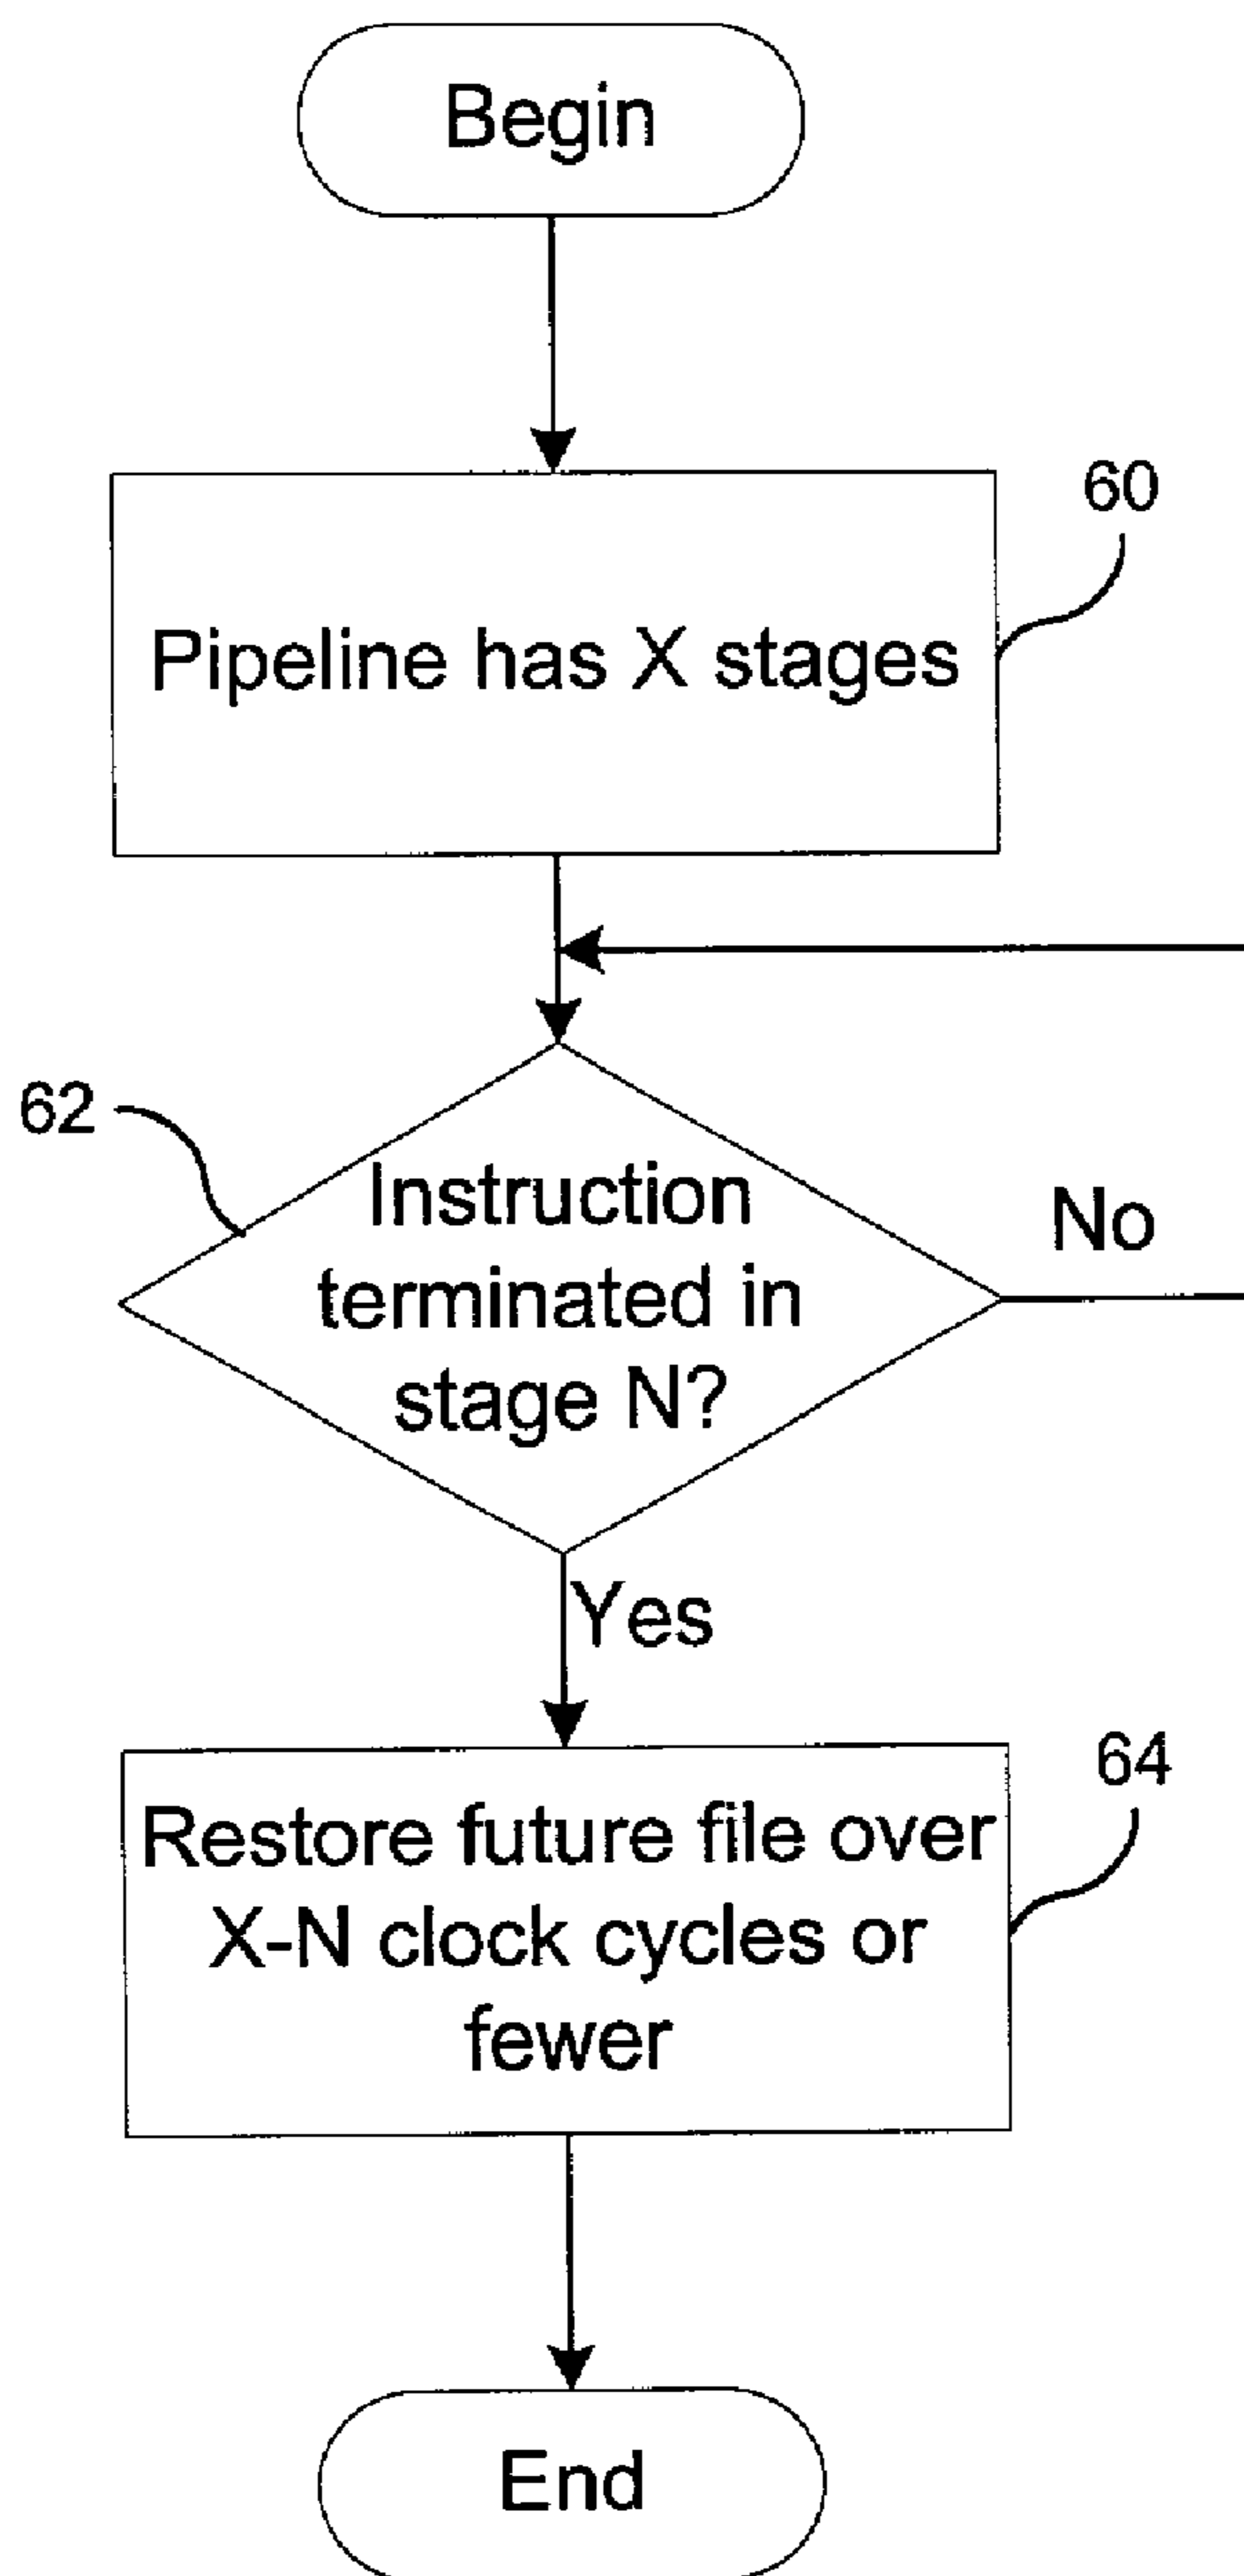 Begin
60
Pipeline has X stages
62
Instruction
terminated in
stage N?
No
Yes
64
Restore future file over
X-N clock cycles or
fewer
End